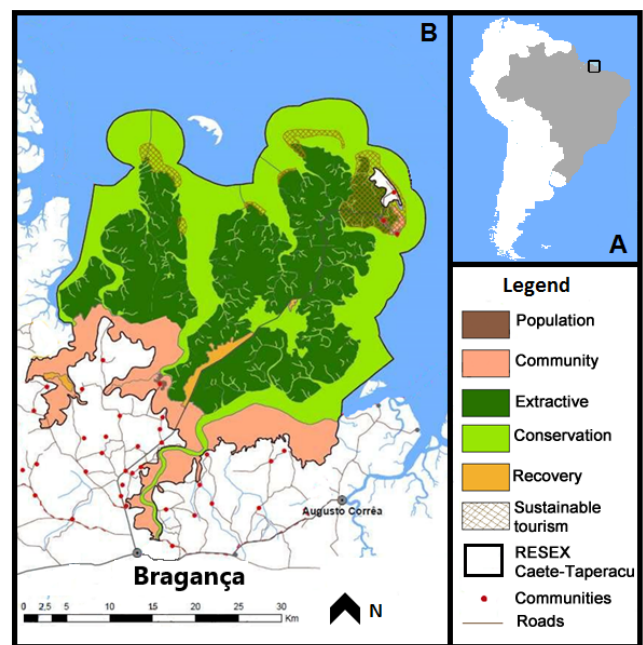 B
A
Augusto Corrêa
Bragança
0 2,5 5 10 15 20 25 30
Km
N
Legend
Population
Community
Extractive
Conservation
Recovery
Sustainable
tourism
RESEX
Caete-Taperacu
Communities
Roads